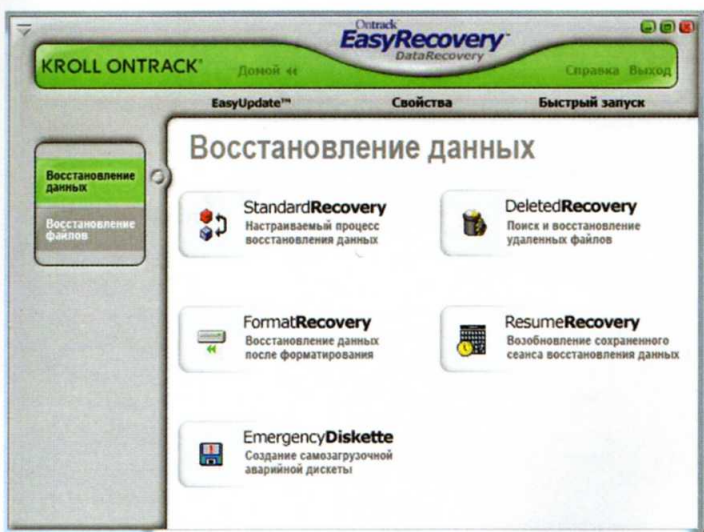 Ontrack
EasyRecovery™
DataRecovery
KROLL ONTRACK®
Домой
Справка Выход
EasyUpdate™ Свойства Быстрый запуск
Восстановление данных
Восстановление
данных
Восстановление
файлов
StandardRecovery
Настраиваемый процесс
восстановления данных
DeletedRecovery
Поиск и восстановление
удаленных файлов
FormatRecovery
Восстановление данных
после форматирования
ResumeRecovery
Возобновление сохраненного
сеанса восстановления данных
EmergencyDiskette
Создание самозагрузочной
аварийной дискеты